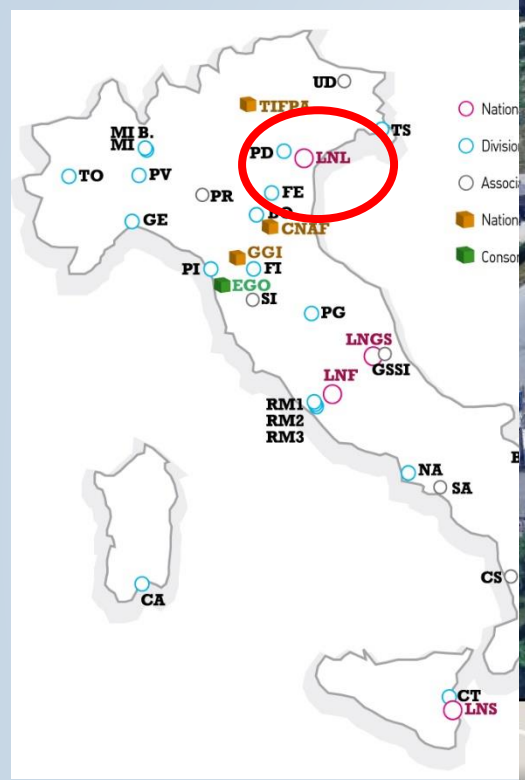 UD
TIFPA
Nation
TS
MI B.
MI
PD
LNL
Division
TO
PV
Associ
PR
FE
BO
GE
CNAF
Nation
GGI
PI
FI
Consor
EGO
SI
PG
LNGS
GSSI
LNF
RM1
RM2
RM3
NA
SA
CS
CA
CT
LNS